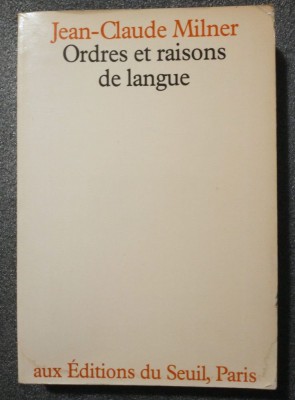 Jean-Claude Milner
Ordres et raisons
de langue
aux Éditions du Seuil, Paris